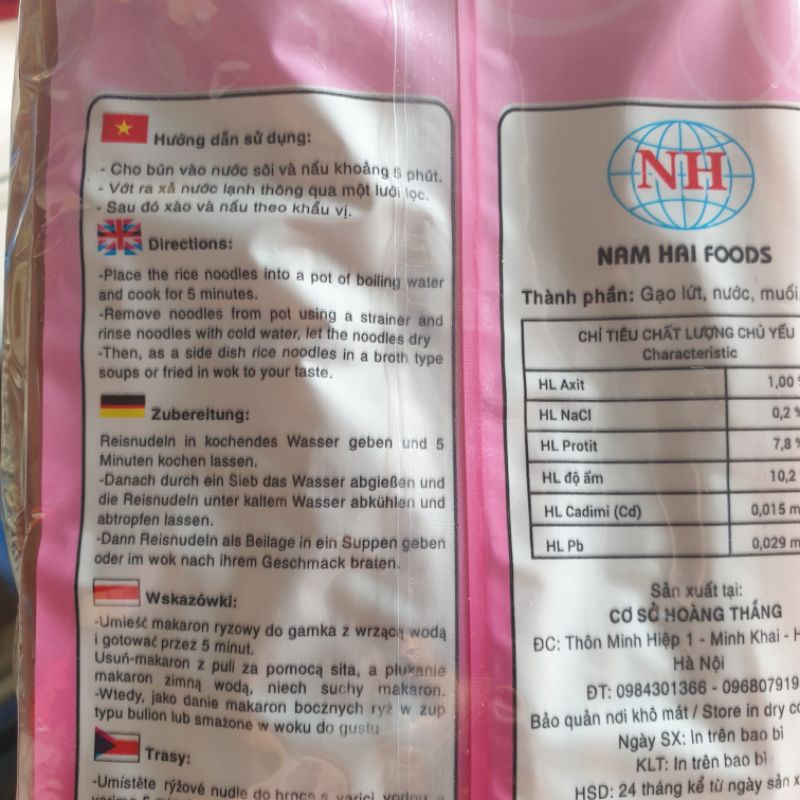 Hướng dẫn sử dụng:
- Cho bún vào nước sôi và nấu khoảng 5 phút.
- Vớt ra xả nước lạnh thông qua một lưới lọc.
- Sau đó xào và nấu theo khẩu vị.
Directions:
-Place the rice noodles into a pot of boiling water
and cook for 5 minutes.
-Remove noodles from pot using a strainer and
rinse noodles with cold water, let the noodles dry
-Then, as a side dish rice noodles in a broth type
soups or fried in wok to your taste.
Zubereitung:
Reisnudeln in kochendes Wasser geben und 5
Minuten kochen lassen.
-Danach durch ein Sieb das Wasser abgießen und
die Reisnudeln unter kaltem Wasser abkühlen und
abtropfen lassen.
-Dann Reisnudeln als Beilage in ein Suppen geben
oder im wok nach ihrem Geschmack braten.
Wskazówki:
-Umieść makaron ryzowy do gamka z wrzącą wodą
i gotować przez 5 minut.
Usuń-makaron z puli za pomocą sita, a płukanie
makaron zimną wodą, niech suchy makaron.
-Wtedy, jako danie makaron bocznych ryż w zup
typu bulion lub smażone w woku do gustu
Trasy:
-Umístěte rýžové nudle do hrnce s varici vodou a
NH
NAM HAI FOODS
Thành phần: Gạo lứt, nước, muối.
CHỈ TIÊU CHẤT LƯỢNG CHỦ YẾU
Characteristic
HL Axit 1,00 %
HL NaCl 0,2 %
HL Protit 7,8 %
HL độ ẩm 10,2
HL Cadimi (Cd) 0,015 m
HL Pb 0,029 m
Sản xuất tại:
CƠ SỞ HOÀNG THẮNG
ĐC: Thôn Minh Hiệp 1 - Minh Khai - H
Hà Nội
ĐT: 0984301366 - 096807919
Bảo quản nơi khô mát / Store in dry co
Ngày SX: In trên bao bì
KLT: In trên bao bì
HSD: 24 tháng kể từ ngày sản x